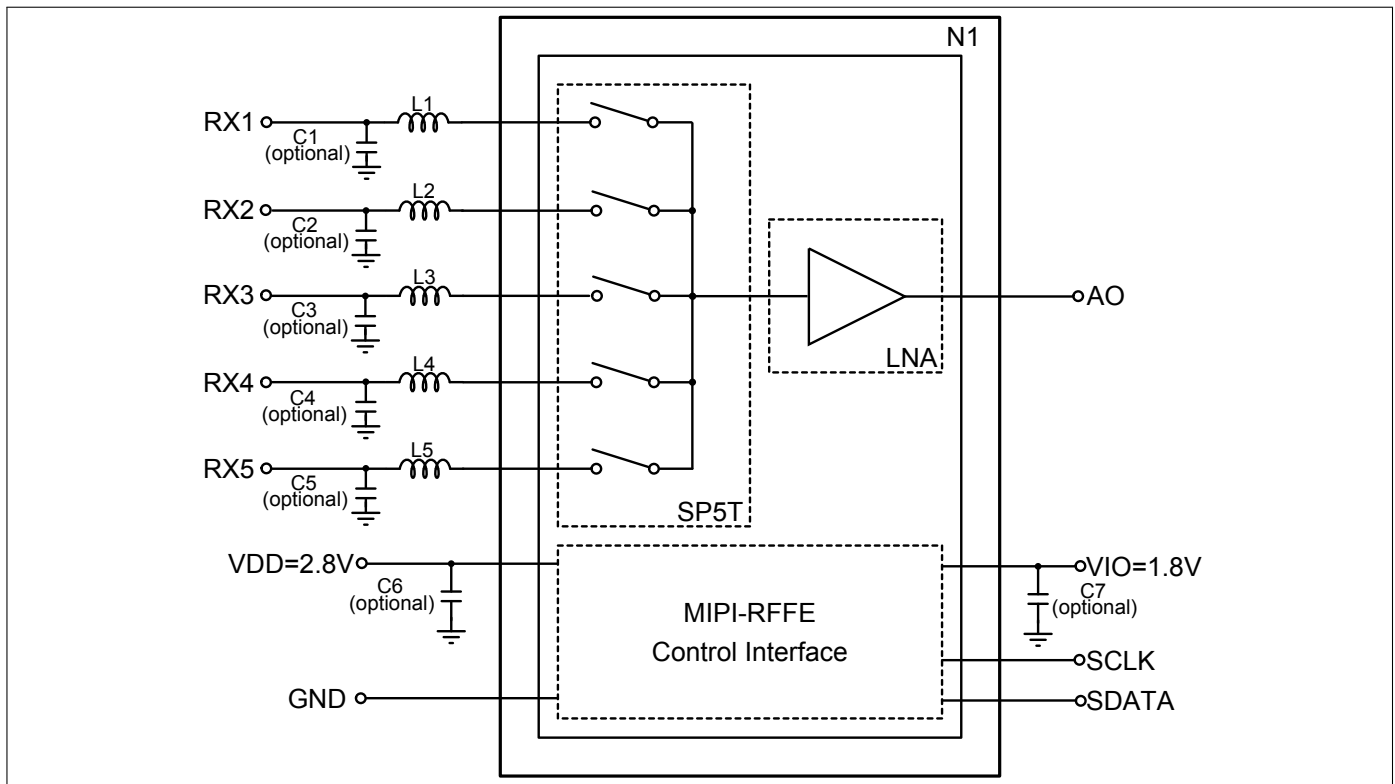 N1
RX1
C1
(optional)
L1
RX2
C2
(optional)
L2
RX3
C3
(optional)
L3
RX4
C4
(optional)
L4
RX5
C5
(optional)
L5
SP5T
LNA
AO
VDD=2.8V
C6
(optional)
GND
MIPI-RFFE
Control Interface
VIO=1.8V
C7
(optional)
SCLK
SDATA